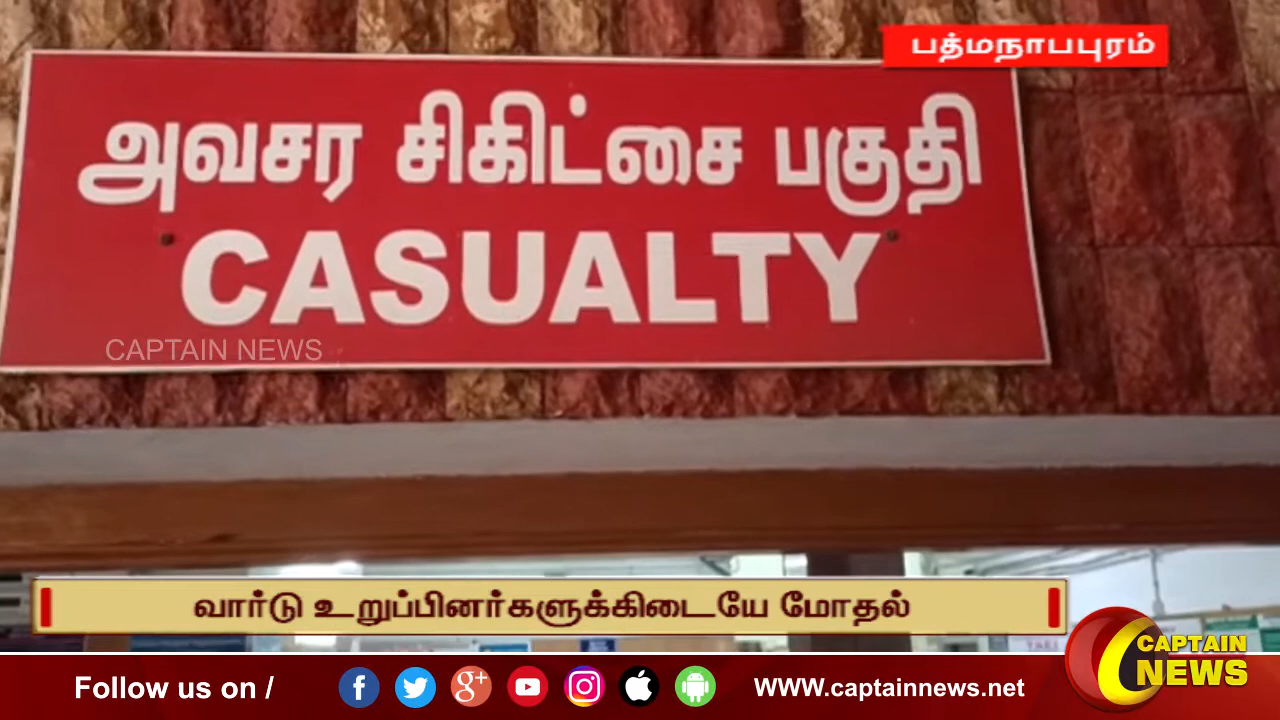 பத்மநாபபுரம்
அவசர சிகிட்சை பகுதி
CASUALTY
CAPTAIN NEWS
வார்டு உறுப்பினர்களுக்கிடையே மோதல்
CAPTAIN
NEWS
Follow us on /
WWW.captainnews.net